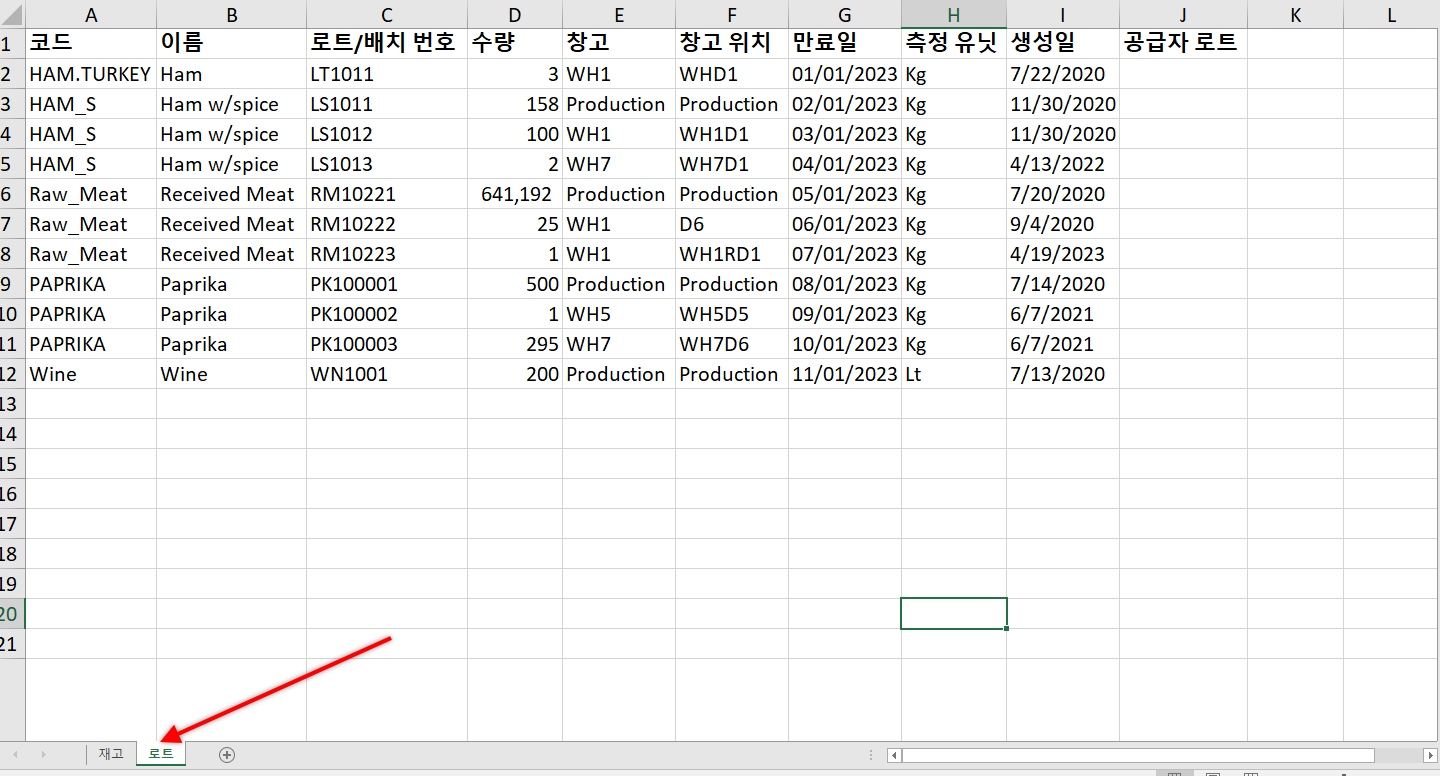 A B C D E F G H I J K L
1 코드 이름 로트/배치 번호 수량 창고 창고 위치 만료일 측정 유닛 생성일 공급자 로트
2 HAM.TURKEY Ham LT1011 3 WH1 WHD1 01/01/2023 Kg 7/22/2020
3 HAM_S Ham w/spice LS1011 158 Production Production 02/01/2023 Kg 11/30/2020
4 HAM_S Ham w/spice LS1012 100 WH1 WH1D1 03/01/2023 Kg 11/30/2020
5 HAM_S Ham w/spice LS1013 2 WH7 WH7D1 04/01/2023 Kg 4/13/2022
6 Raw_Meat Received Meat RM10221 641,192 Production Production 05/01/2023 Kg 7/20/2020
7 Raw_Meat Received Meat RM10222 25 WH1 D6 06/01/2023 Kg 9/4/2020
8 Raw_Meat Received Meat RM10223 1 WH1 WH1RD1 07/01/2023 Kg 4/19/2023
9 PAPRIKA Paprika PK100001 500 Production Production 08/01/2023 Kg 7/14/2020
10 PAPRIKA Paprika PK100002 1 WH5 WH5D5 09/01/2023 Kg 6/7/2021
11 PAPRIKA Paprika PK100003 295 WH7 WH7D6 10/01/2023 Kg 6/7/2021
12 Wine Wine WN1001 200 Production Production 11/01/2023 Lt 7/13/2020
13
14
15
16
17
18
19
20
21
재고 로트